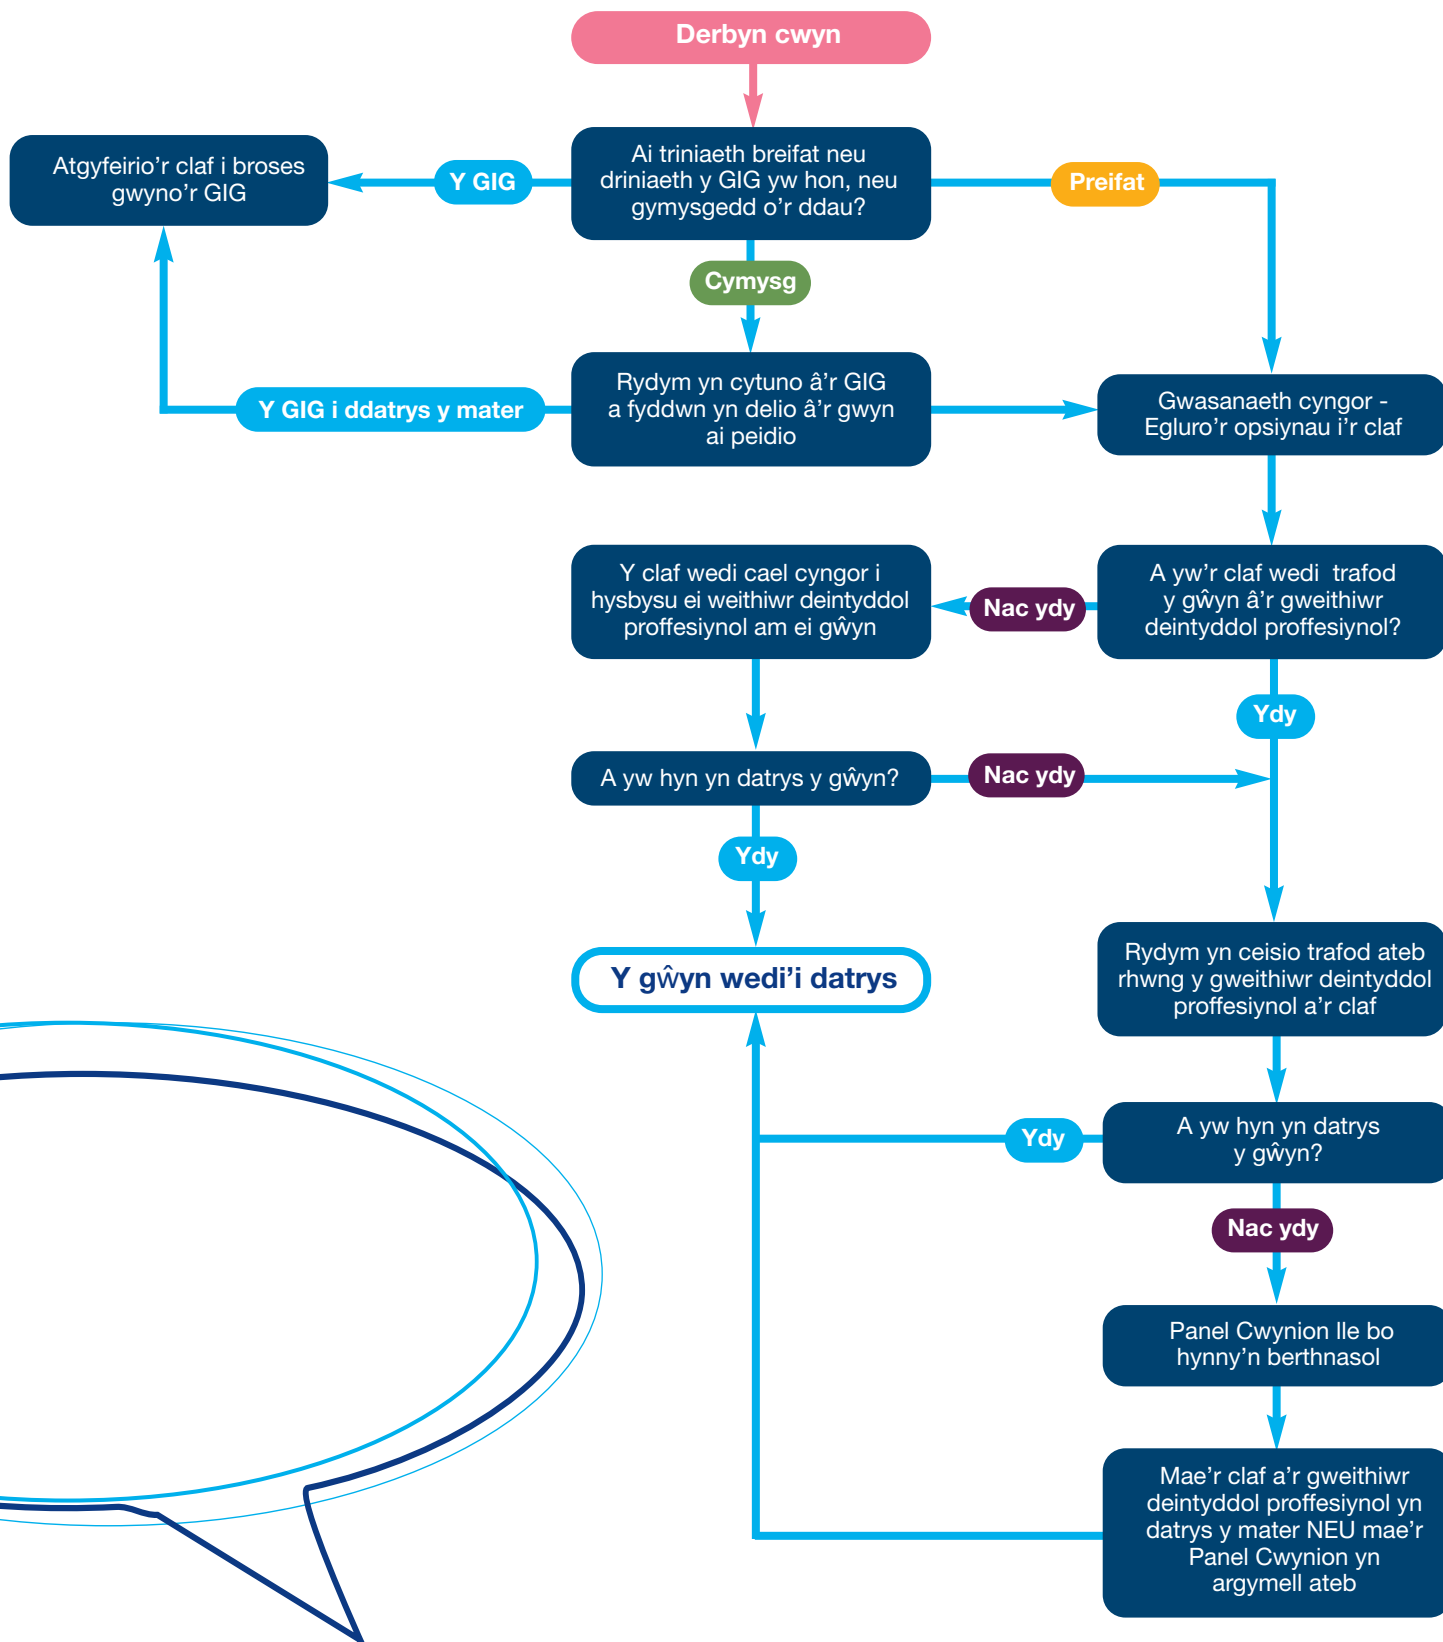 Derbyn cwyn
Atgyfeirio’r claf i broses
gwyno’r GIG
Y GIG
Ai triniaeth breifat neu
driniaeth y GIG yw hon, neu
gymysgedd o’r ddau?
Preifat
Cymysg
Y GIG i ddatrys y mater
Rydym yn cytuno â’r GIG
a fyddwn yn delio â’r gwyn
ai peidio
Gwasanaeth cyngor -
Egluro’r opsiynau i’r claf
Y claf wedi cael cyngor i
hysbysu ei weithiwr deintyddol
proffesiynol am ei gŵyn
Nac ydy
A yw’r claf wedi trafod
y gŵyn â’r gweithiwr
deintyddol proffesiynol?
Ydy
A yw hyn yn datrys y gŵyn?
Nac ydy
Ydy
Y gŵyn wedi’i datrys
Rydym yn ceisio trafod ateb
rhwng y gweithiwr deintyddol
proffesiynol a’r claf
Ydy
A yw hyn yn datrys
y gŵyn?
Nac ydy
Panel Cwynion lle bo
hynny’n berthnasol
Mae’r claf a’r gweithiwr
deintyddol proffesiynol yn
datrys y mater NEU mae’r
Panel Cwynion yn
argymell ateb